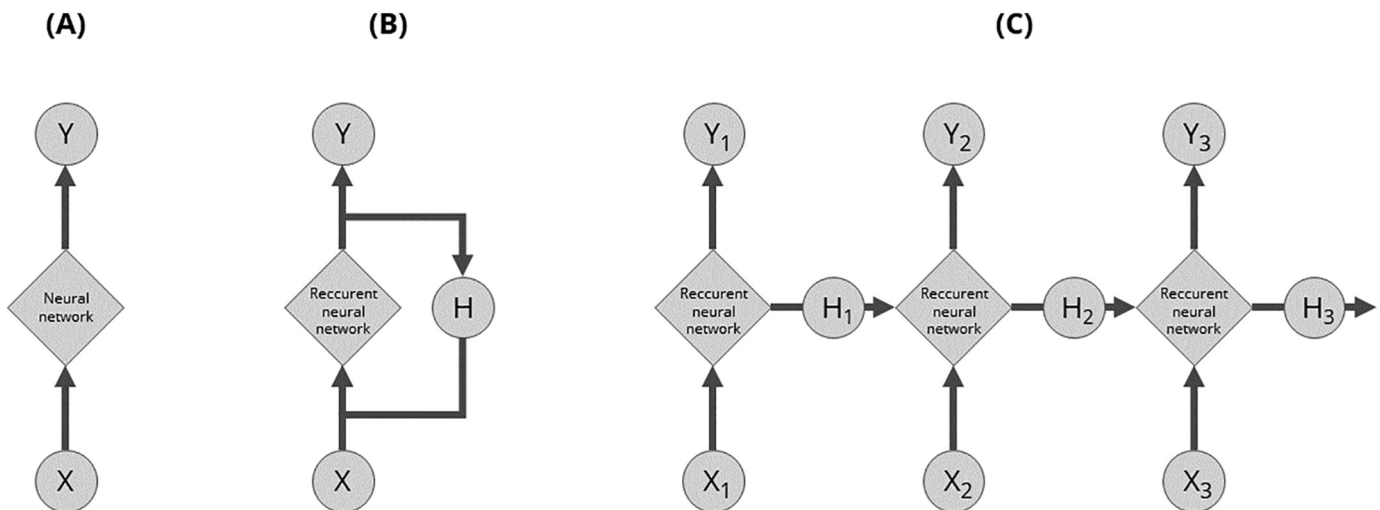 (A)
(B)
(C)
Y
Neural
network
X
Y
Reccurent
neural
network
H
X
Y1
Y2
Y3
Reccurent
neural
network
H1
Reccurent
neural
network
H2
Reccurent
neural
network
H3
X1
X2
X3